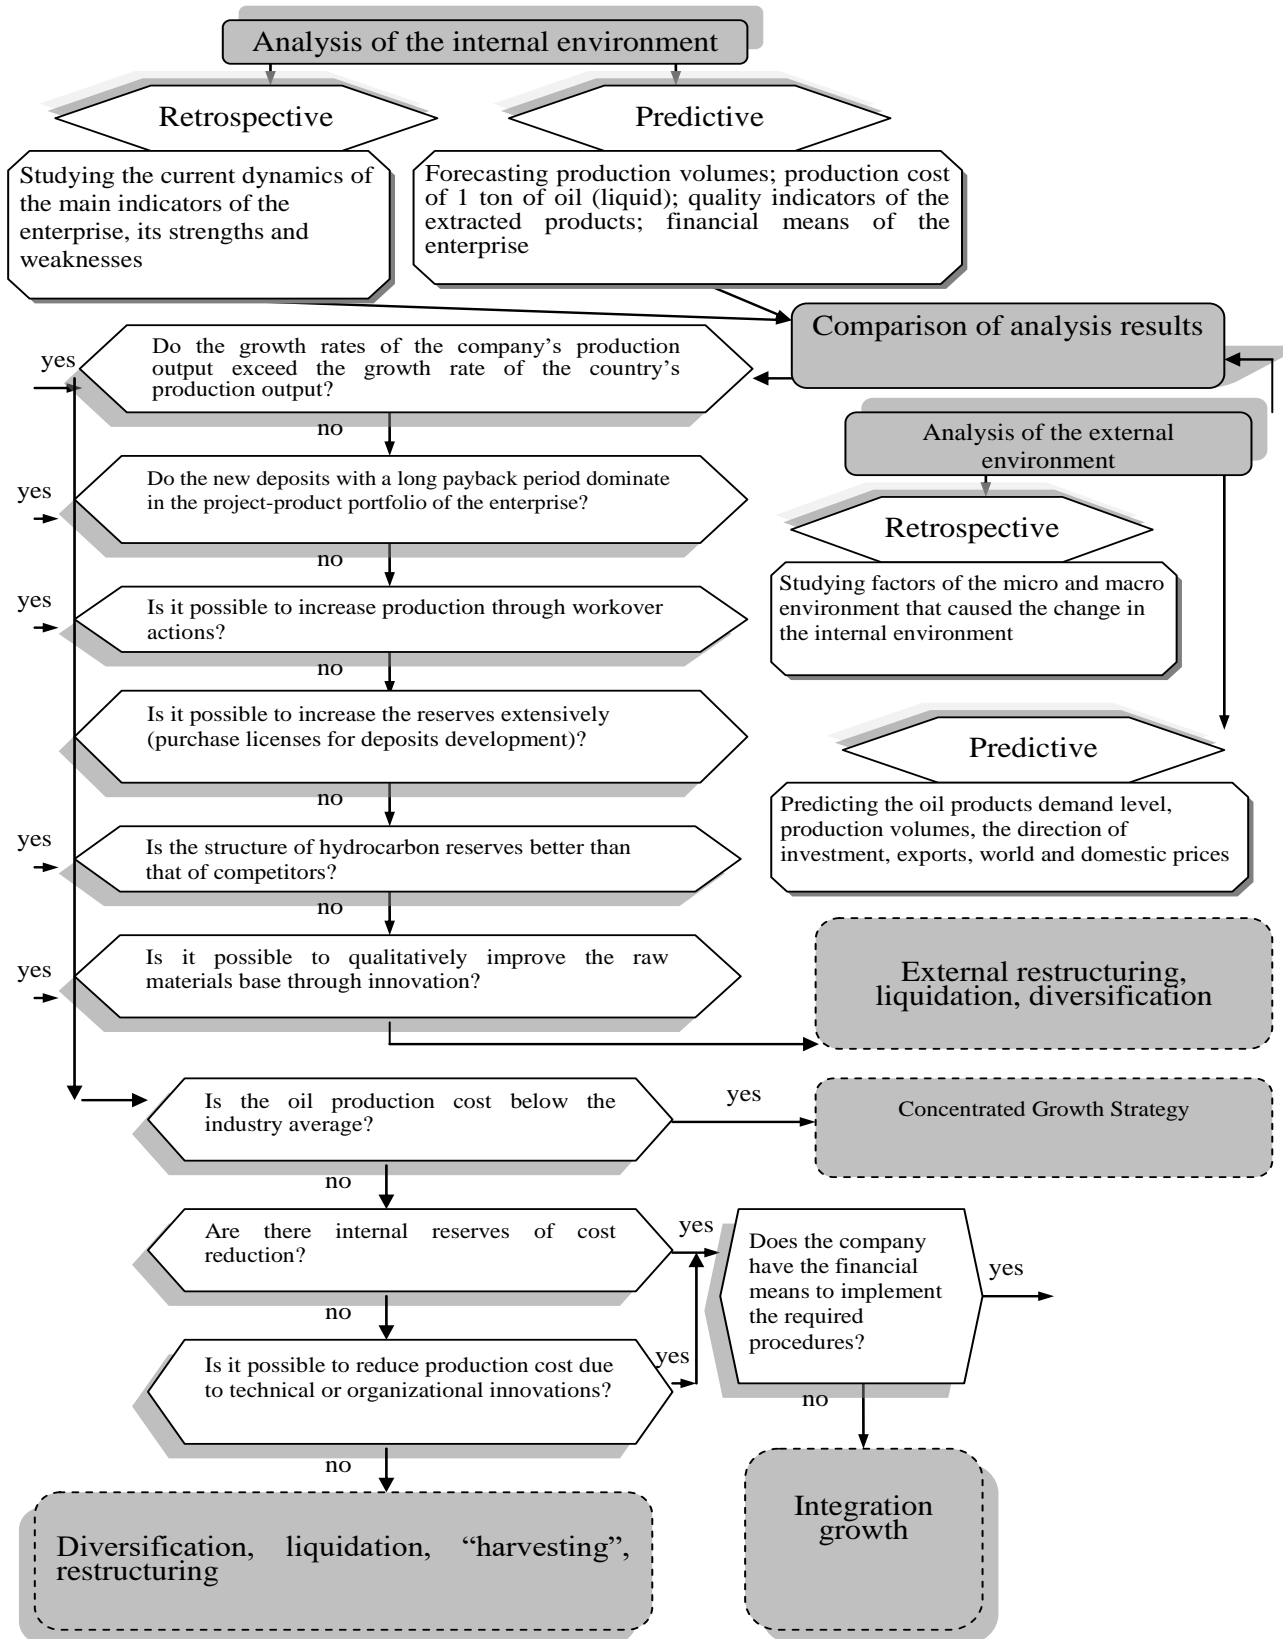 Analysis of the internal environment
Retrospective
Predictive
Studying the current dynamics of
the main indicators of the
enterprise, its strengths and
weaknesses
Forecasting production volumes; production cost
of 1 ton of oil (liquid); quality indicators of the
extracted products; financial means of the
enterprise
Comparison of analysis results
yes
Do the growth rates of the company’s production
output exceed the growth rate of the country’s
production output?
no
Analysis of the external
environment
yes
Do the new deposits with a long payback period dominate
in the project-product portfolio of the enterprise?
no
Retrospective
Studying factors of the micro and macro
environment that caused the change in
the internal environment
yes
Is it possible to increase production through workover
actions?
no
Is it possible to increase the reserves extensively
(purchase licenses for deposits development)?
no
Predictive
Predicting the oil products demand level,
production volumes, the direction of
investment, exports, world and domestic prices
yes
Is the structure of hydrocarbon reserves better than
that of competitors?
no
yes
Is it possible to qualitatively improve the raw
materials base through innovation?
External restructuring,
liquidation, diversification
Is the oil production cost below the
industry average?
yes
Concentrated Growth Strategy
no
Are there internal reserves of cost
reduction?
yes
Does the company
have the financial
means to implement
the required
procedures?
yes
no
Is it possible to reduce production cost due
to technical or organizational innovations?
yes
no
no
Diversification, liquidation, “harvesting”,
restructuring
Integration
growth